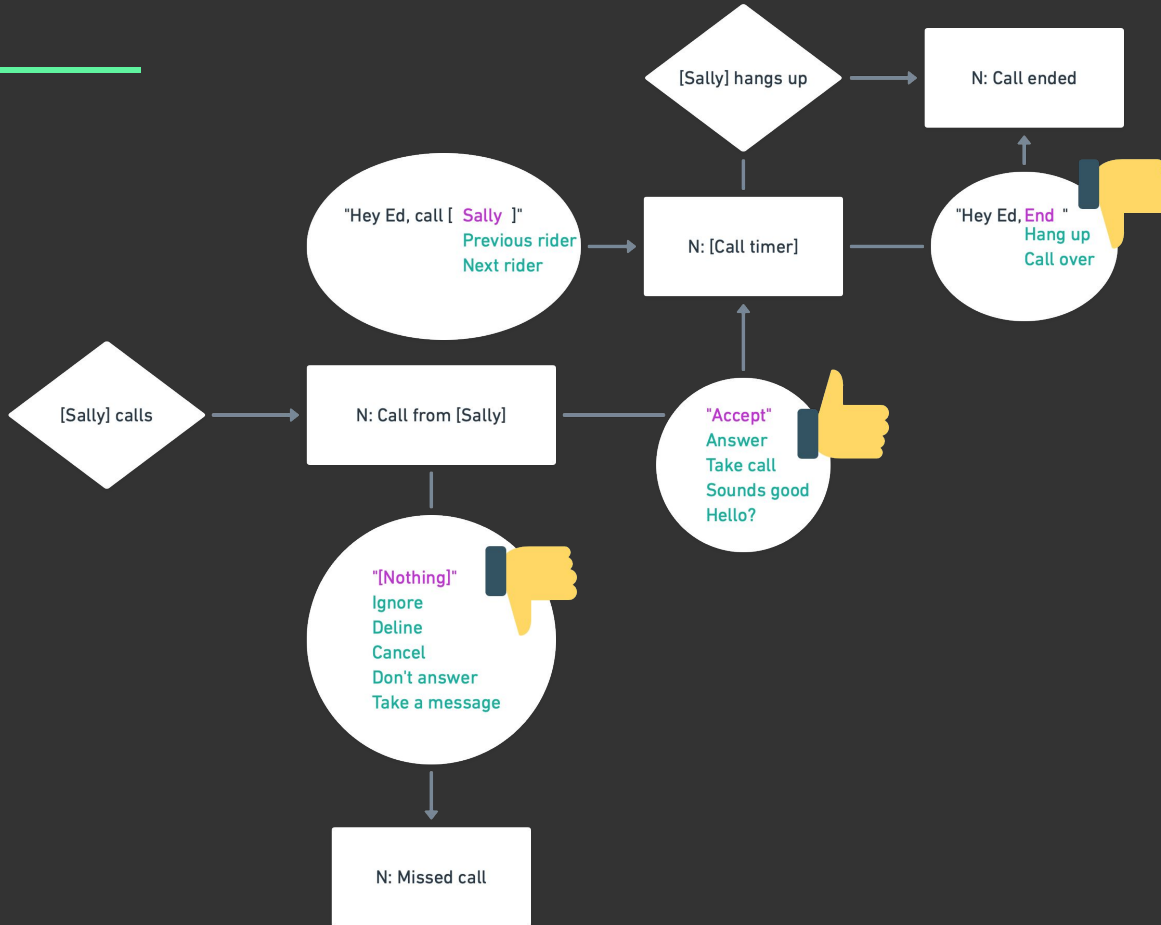 [Sally] hangs up
N: Call ended
"Hey Ed, call [ Sally ]"
Previous rider
Next rider
N: [Call timer]
"Hey Ed, End "
Hang up
Call over
[Sally] calls
N: Call from [Sally]
"Accept"
Answer
Take call
Sounds good
Hello?
"[Nothing]"
Ignore
Deline
Cancel
Don't answer
Take a message
N: Missed call